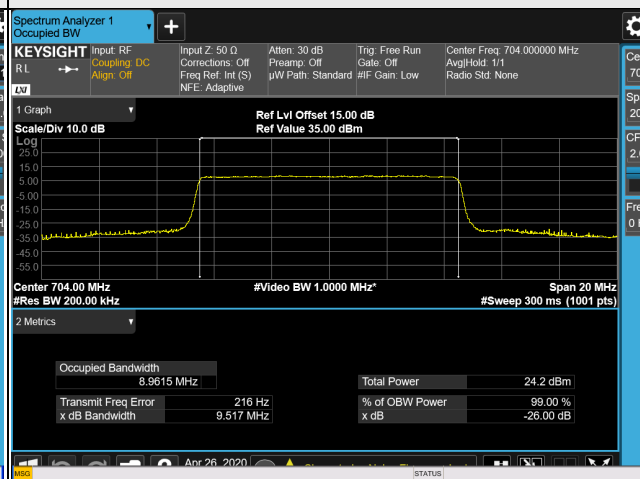 Spectrum Analyzer 1
Occupied BW
KEYSIGHT
R L
LXI
Input: RF
Coupling: DC
Align: Off
Input Z: 50 Ω
Corrections: Off
Freq Ref: Int (S)
NFE: Adaptive
Atten: 30 dB
Preamp: Off
µW Path: Standard
Trig: Free Run
Gate: Off
#IF Gain: Low
Center Freq: 704.000000 MHz
Avg|Hold: 1/1
Radio Std: None
1 Graph
Scale/Div 10.0 dB
Ref Lvl Offset 15.00 dB
Ref Value 35.00 dBm
Log
25.0
15.0
5.00
-5.00
-15.0
-25.0
-35.0
-45.0
-55.0
Center 704.00 MHz
#Video BW 1.0000 MHz*
Span 20 MHz
#Res BW 200.00 kHz
#Sweep 300 ms (1001 pts)
2 Metrics
Occupied Bandwidth
8.9615 MHz
Total Power 24.2 dBm
Transmit Freq Error 216 Hz
% of OBW Power 99.00 %
x dB Bandwidth 9.517 MHz
x dB -26.00 dB
Apr 26, 2020
MSG
STATUS